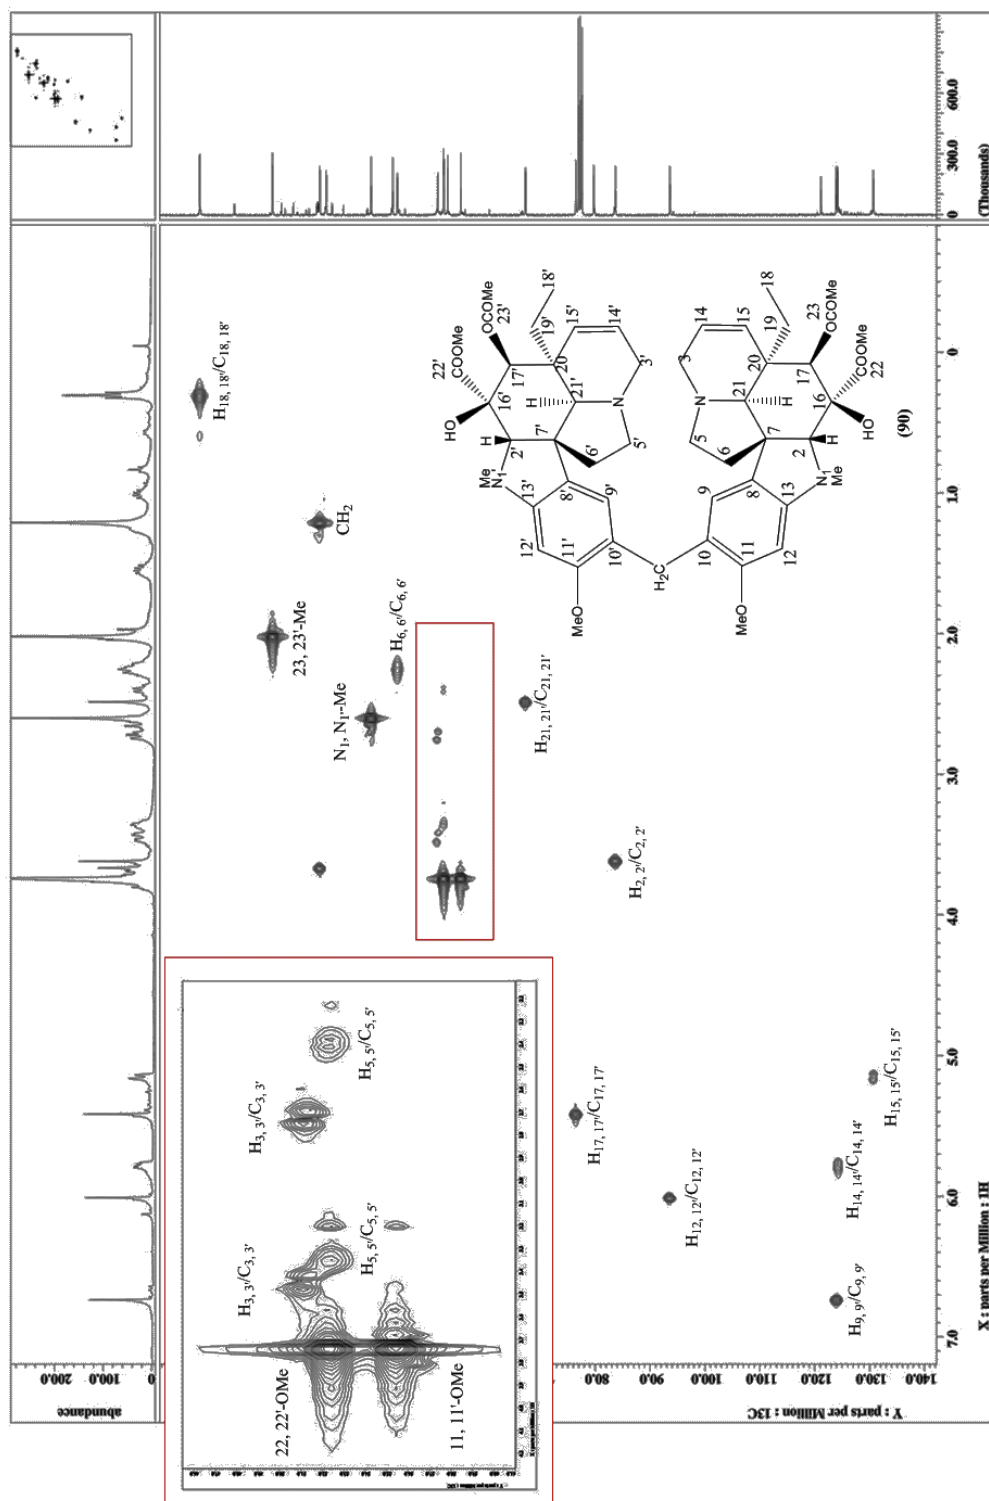 (Thousands)
0
300.0
600.0
abundance
0
100.0
200.0
X : parts per Million : 1H
7.0
6.0
5.0
4.0
3.0
2.0
1.0
0
Y : parts per Million : 13C
80.0
90.0
100.0
110.0
120.0
130.0
140.0
H18, 18'/C18, 18'
CH2
23, 23'-Me
H6, 6'/C6, 6'
N1, N1'-Me
H21, 21'/C21, 21'
H2, 2'/C2, 2'
H17, 17'/C17, 17'
H15, 15'/C15, 15'
H12, 12'/C12, 12'
H14, 14'/C14, 14'
H9, 9'/C9, 9'
H5, 5'/C5, 5'
H3, 3'/C3, 3'
H5, 5'/C5, 5'
H3, 3'/C3, 3'
22, 22'-OMe
11, 11'-OMe
18'
19'
OCOMe
23'
COOMe
22'
15'
14'
20
17'
16'
HO
H
21'
3'
N
5'
6'
7'
2'
H
Me
N1'
13'
8'
9'
12'
11'
10'
MeO
H2C
18
19
OCOMe
23
COOMe
22
15
14
20
17
16
HO
H
21
3
N
5
6
7
2
H
Me
N1
13
8
9
12
11
10
MeO
(90)